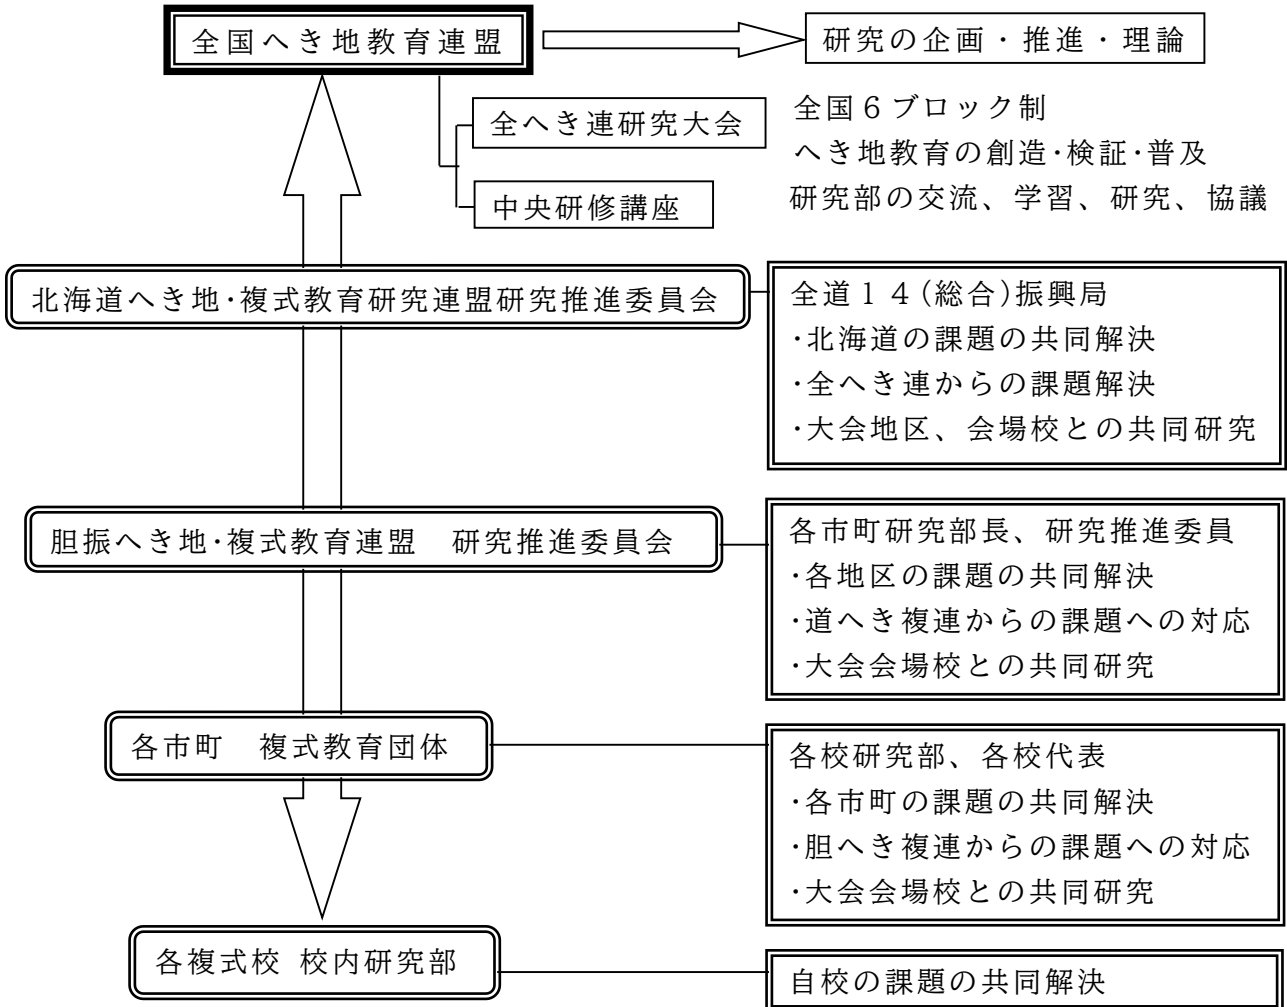 全国へき地教育連盟
研究の企画・推進・理論
全へき連研究大会
中央研修講座
全国6ブロック制
へき地教育の創造・検証・普及
研究部の交流、学習、研究、協議
北海道へき地・複式教育研究連盟研究推進委員会
全道14(総合)振興局
・北海道の課題の共同解決
・全へき連からの課題解決
・大会地区、会場校との共同研究
胆振へき地・複式教育連盟　研究推進委員会
各市町研究部長、研究推進委員
・各地区の課題の共同解決
・道へき複連からの課題への対応
・大会会場校との共同研究
各市町　複式教育団体
各校研究部、各校代表
・各市町の課題の共同解決
・胆へき複連からの課題への対応
・大会会場校との共同研究
各複式校 校内研究部
自校の課題の共同解決